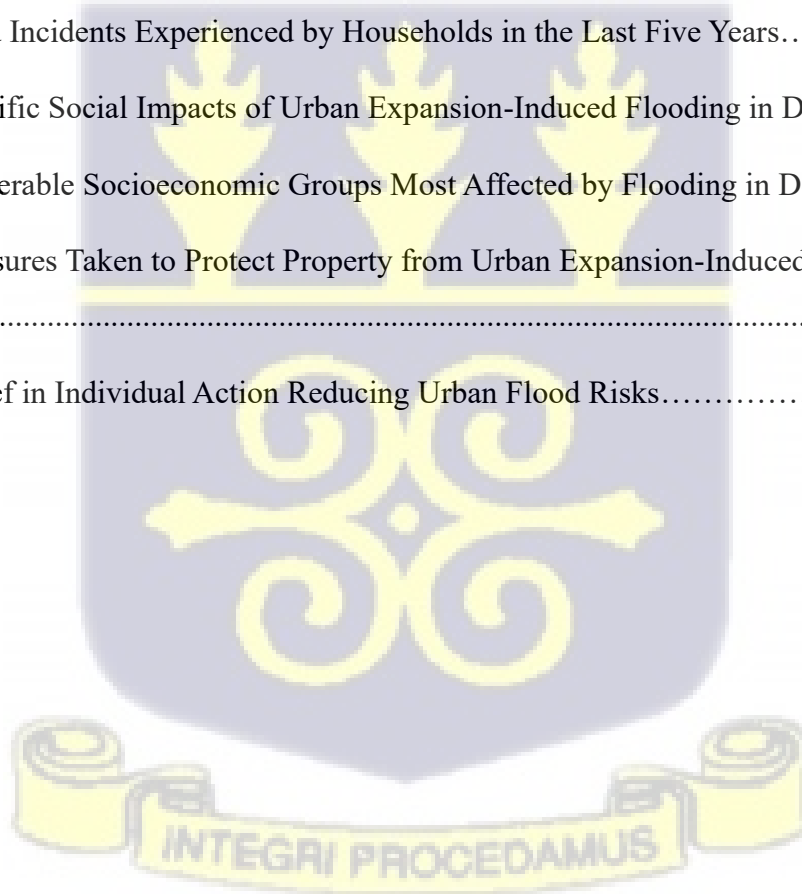 Incidents Experienced by Households in the Last Five Years…
ific Social Impacts of Urban Expansion-Induced Flooding in D
erable Socioeconomic Groups Most Affected by Flooding in D
sures Taken to Protect Property from Urban Expansion-Induced
....................................................................................................
ef in Individual Action Reducing Urban Flood Risks…………
INTEGRI PROCEDAMUS